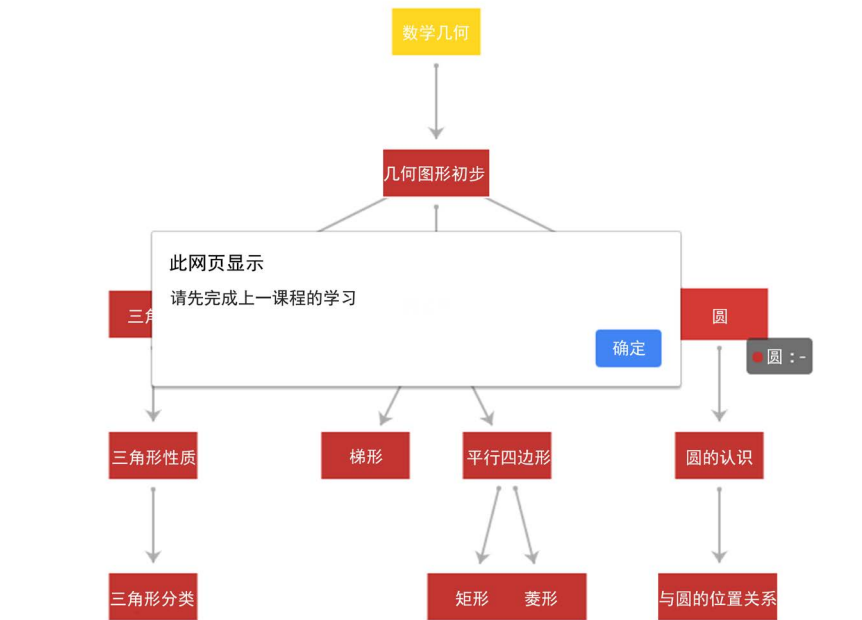 数学几何
几何图形初步
此网页显示
请先完成上一课程的学习
确定
三角
圆
圆：-
三角形性质
梯形
平行四边形
圆的认识
三角形分类
矩形
菱形
与圆的位置关系